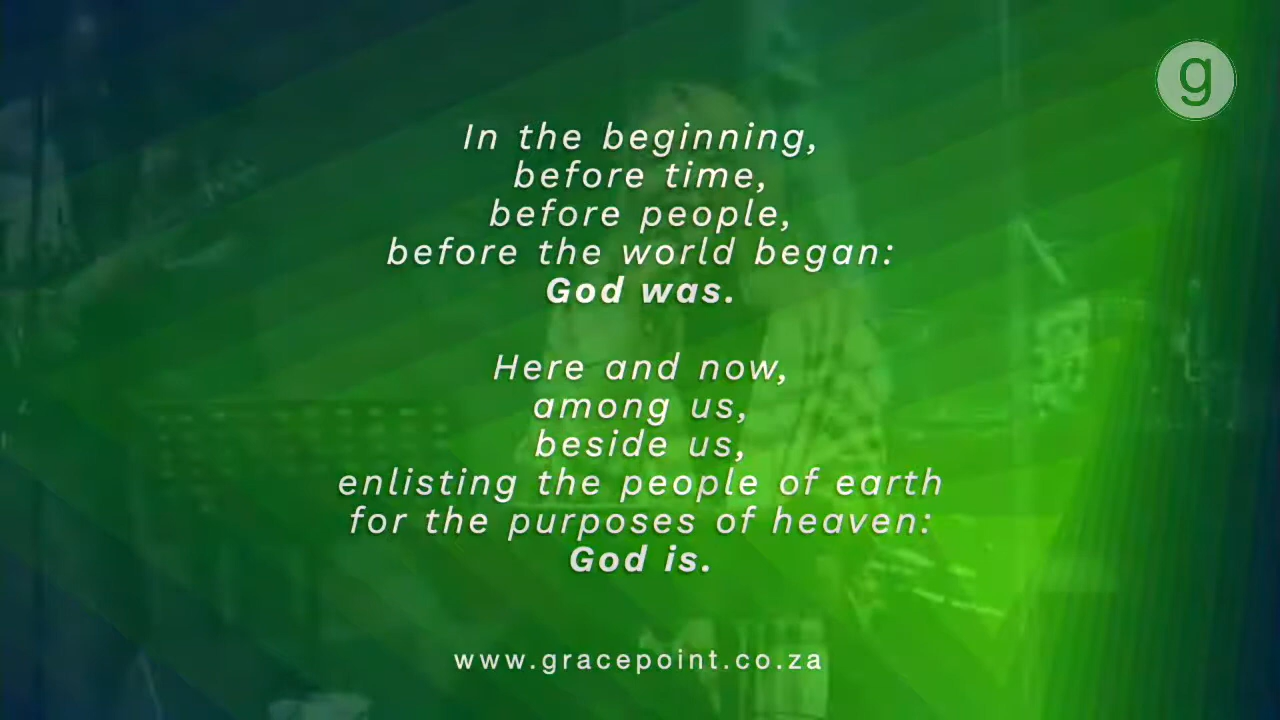 g
In the beginning,
before time,
before people,
before the world began:
God was.
Here and now,
among us,
beside us,
enlisting the people of earth
for the purposes of heaven:
God is.
www.gracepoint.co.za